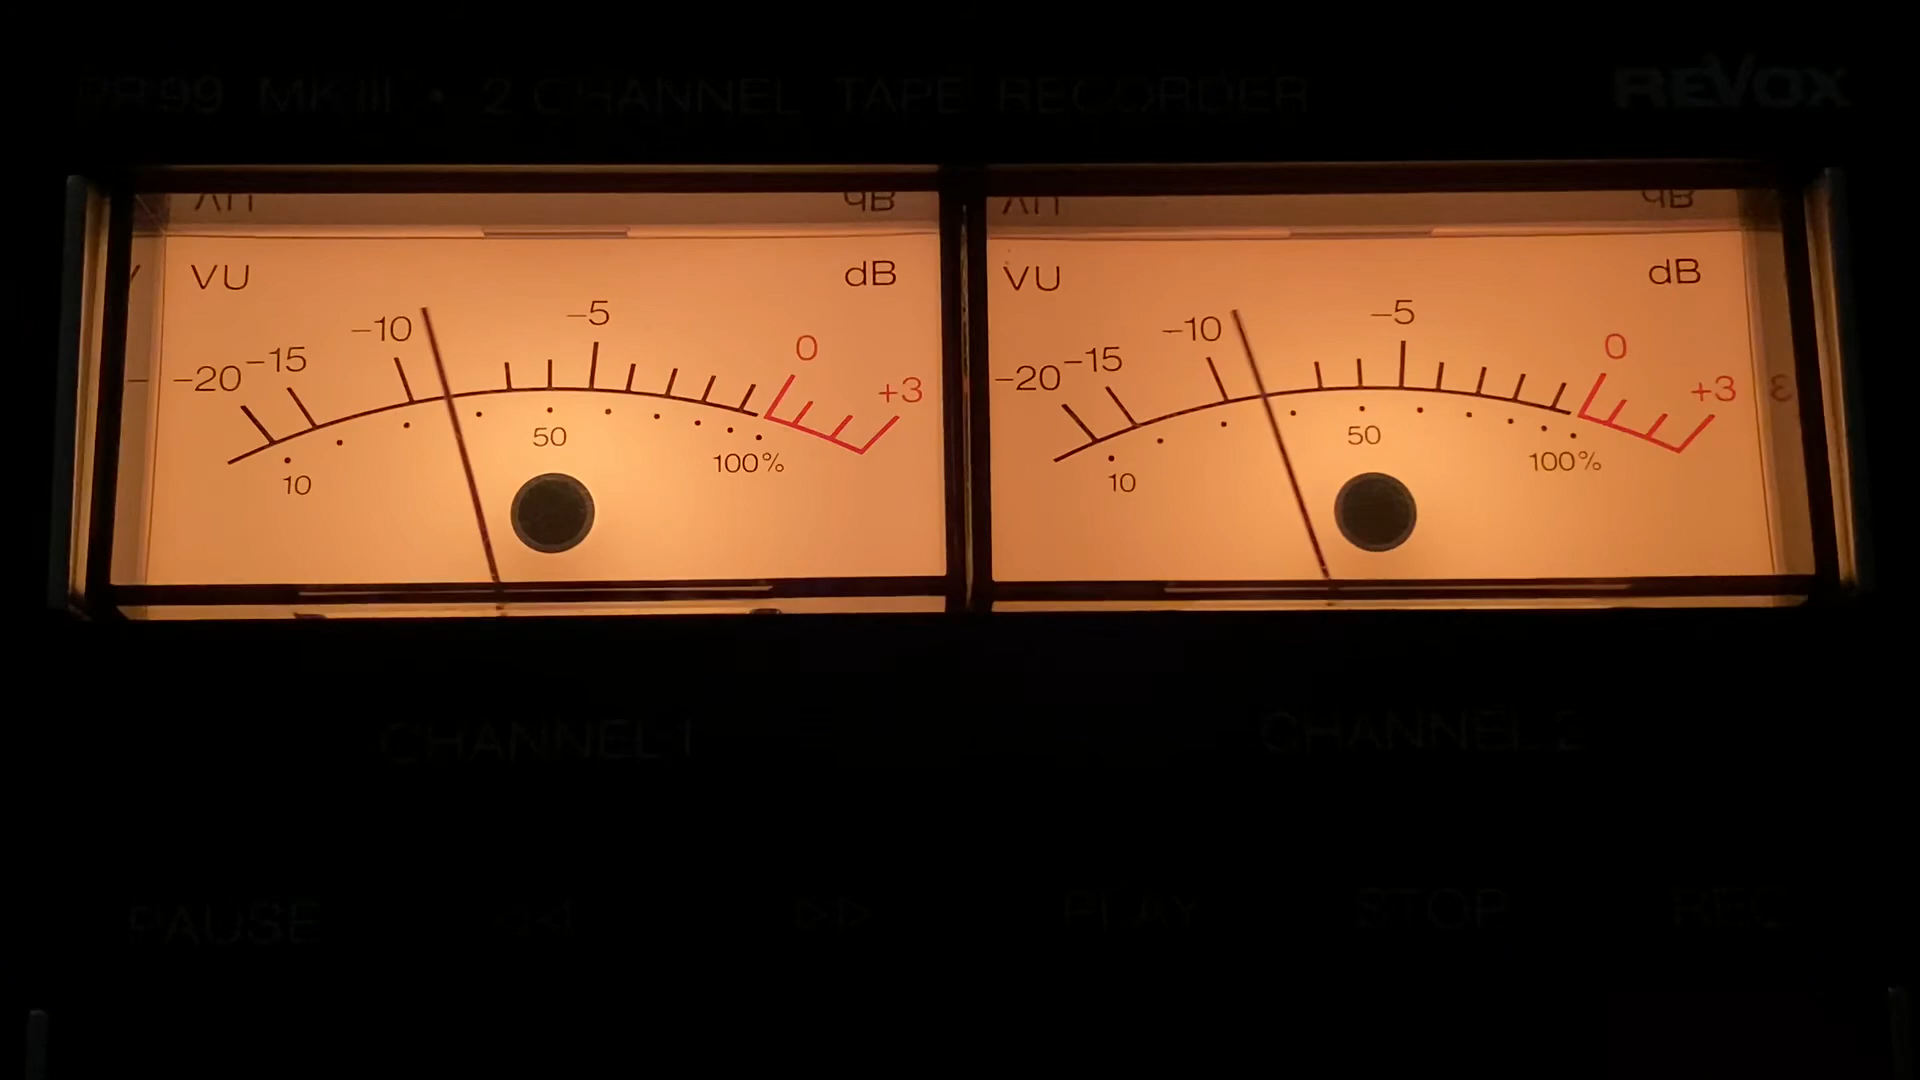 PR99 MKIII • 2 CHANNEL TAPE RECORDER REVOX
VU dB
-20 -15 -10 -5 0 +3
10 50 100%
VU dB
-20 -15 -10 -5 0 +3
10 50 100%
CHANNEL 1 CHANNEL 2
PAUSE ◁◁ ▷▷ PLAY STOP REC